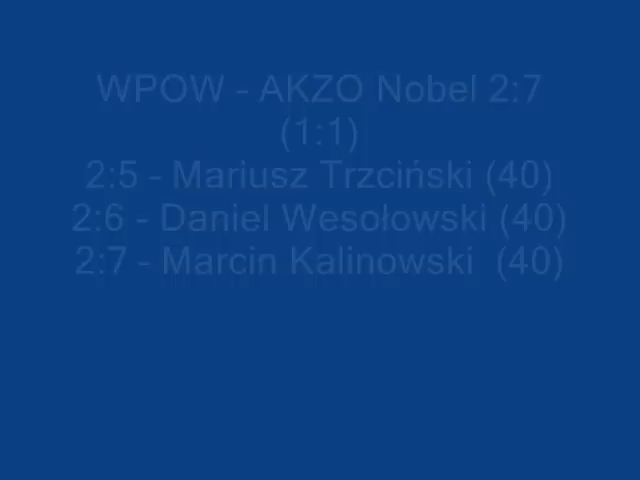 WPOW - AKZO Nobel 2:7
(1:1)
2:5 - Mariusz Trzciński (40)
2:6 - Daniel Wesołowski (40)
2:7 - Marcin Kalinowski (40)